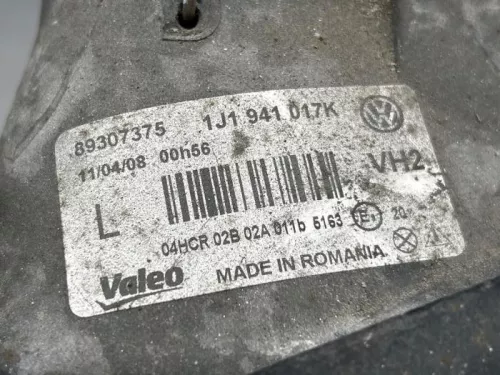 89307375 1J1 941 017K
11/04/08 00h56
VH2
L
04HCR 02B 02A 011b 5163 E1 20
Valeo MADE IN ROMANIA